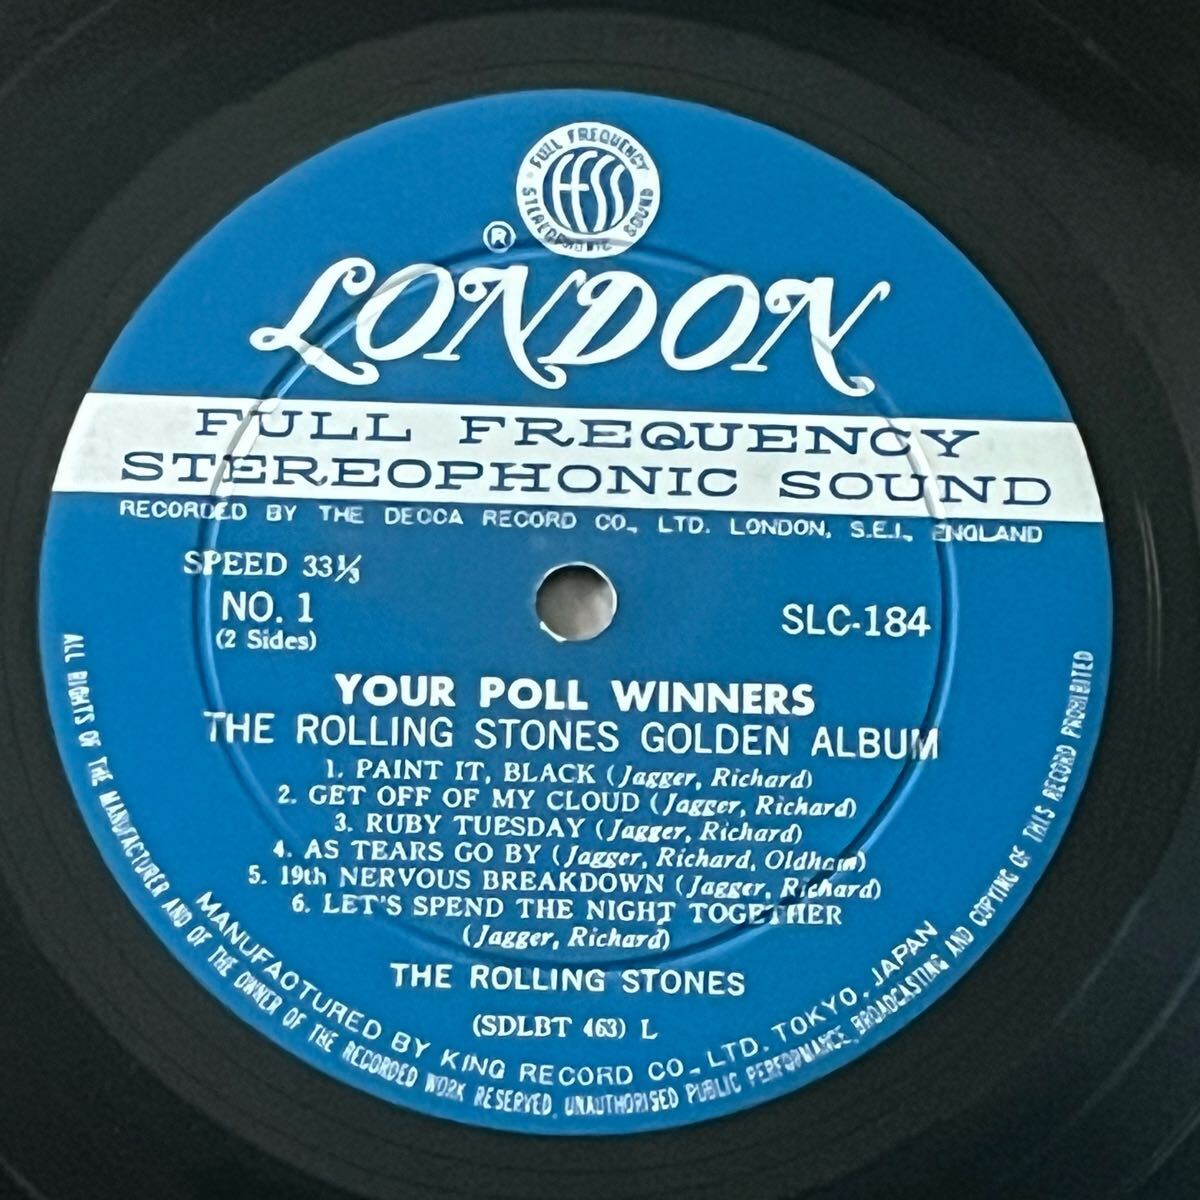 FULL FREQUENCY STEREOPHONIC SOUND
FFSS
®
LONDON
FULL FREQUENCY
STEREOPHONIC SOUND
RECORDED BY THE DECCA RECORD CO., LTD. LONDON, S.E.I., ENGLAND
SPEED 33⅓
NO. 1
(2 Sides)
SLC-184
YOUR POLL WINNERS
THE ROLLING STONES GOLDEN ALBUM
1. PAINT IT, BLACK (Jagger, Richard)
2. GET OFF OF MY CLOUD (Jagger, Richard)
3. RUBY TUESDAY (Jagger, Richard)
4. AS TEARS GO BY (Jagger, Richard, Oldham)
5. 19th NERVOUS BREAKDOWN (Jagger, Richard)
6. LET'S SPEND THE NIGHT TOGETHER
(Jagger, Richard)
THE ROLLING STONES
(SDLBT 463) L
MANUFACTURED BY KING RECORD CO., LTD. TOKYO, JAPAN
ALL RIGHTS OF THE MANUFACTURER AND OF THE OWNER OF THE RECORDED WORK RESERVED. UNAUTHORISED PUBLIC PERFORMANCE, BROADCASTING AND COPYING OF THIS RECORD PROHIBITED